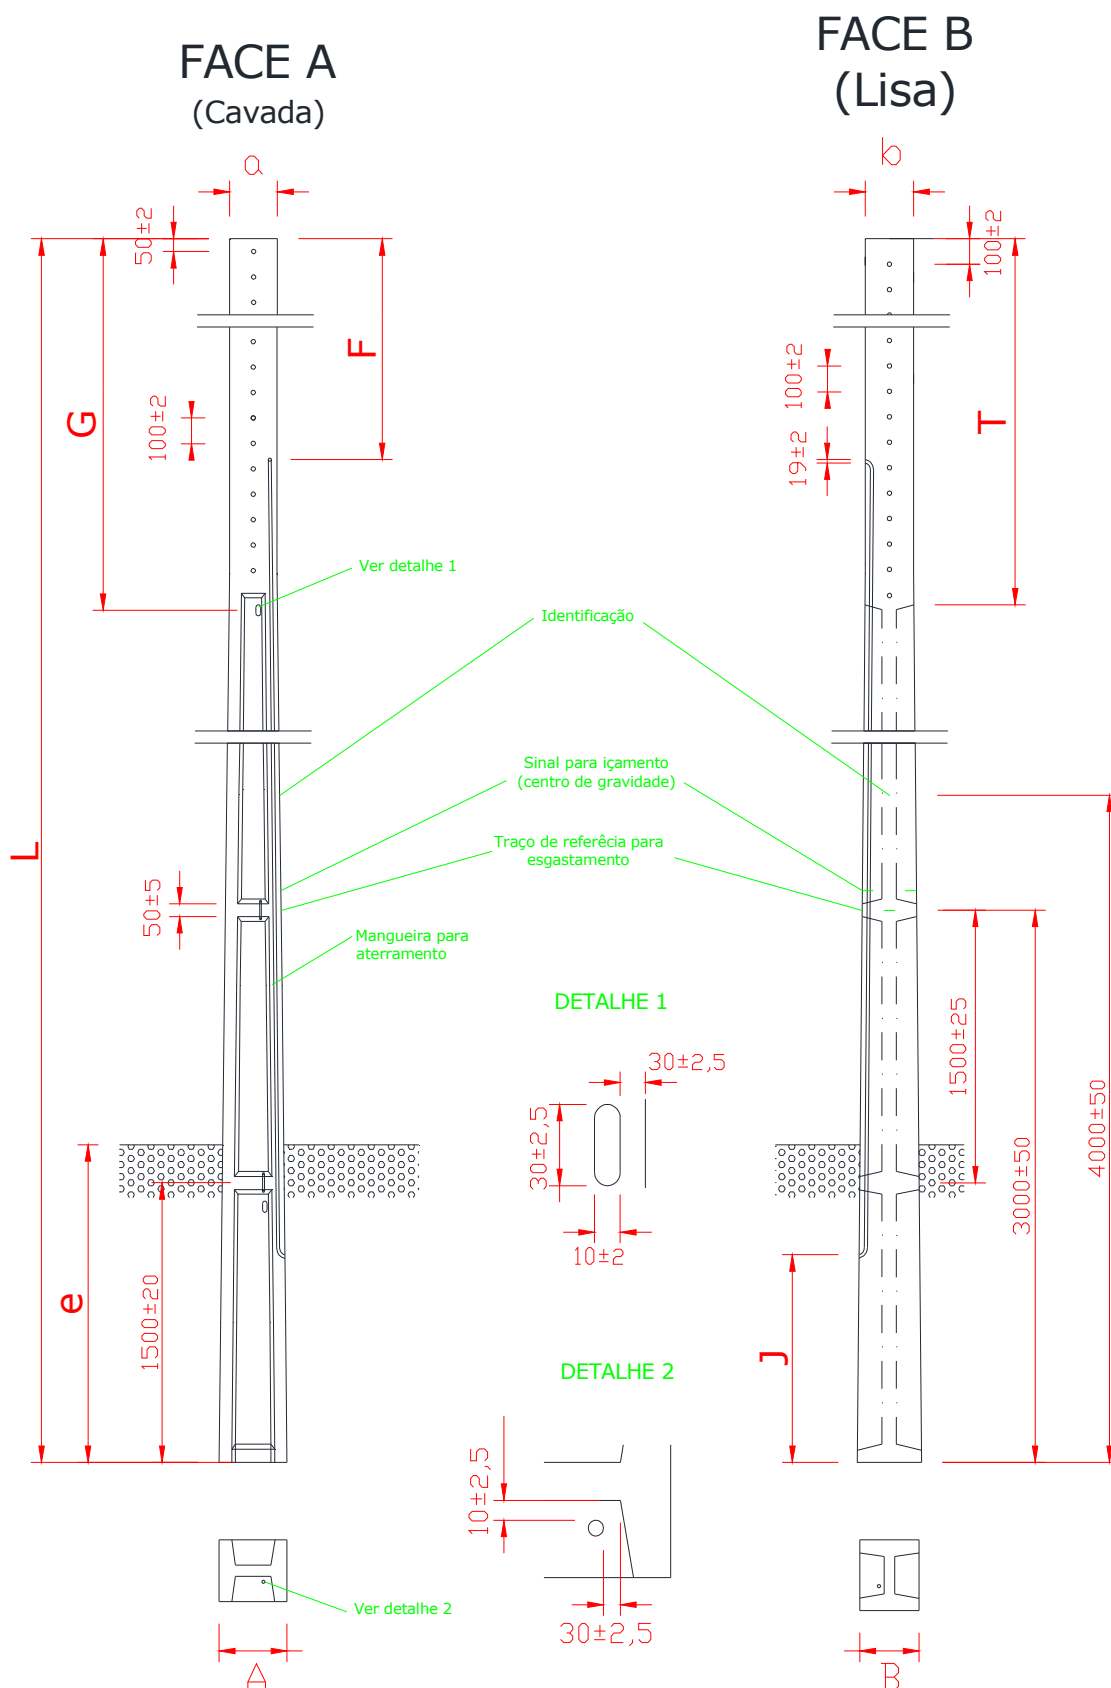 FACE A
(Cavada)
FACE B
(Lisa)
a
b
50±2
100±2
F
G
100±2
100±2
T
19±2
Ver detalhe 1
Identificação
Sinal para içamento
(centro de gravidade)
Traço de referêcia para
esgastamento
L
50±5
Mangueira para
aterramento
DETALHE 1
30±2,5
30±2,5
10±2
1500±25
4000±50
3000±50
e
1500±20
J
DETALHE 2
10±2,5
30±2,5
Ver detalhe 2
A
B